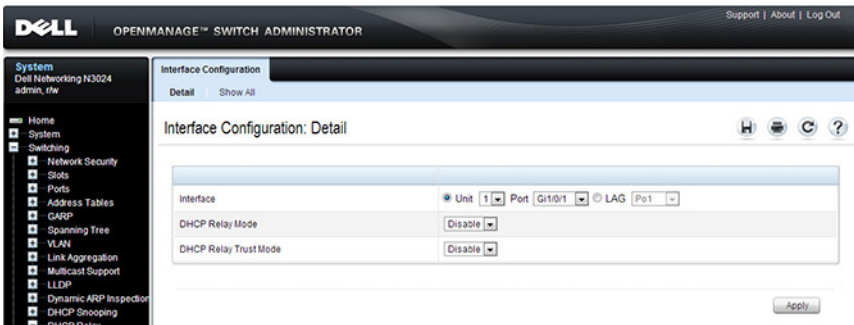 Support | About | Log Out
DELL OPENMANAGE™ SWITCH ADMINISTRATOR
System
Dell Networking N3024
admin, r/w
Home
System
Switching
Network Security
Slots
Ports
Address Tables
GARP
Spanning Tree
VLAN
Link Aggregation
Multicast Support
LLDP
Dynamic ARP Inspection
DHCP Snooping
DHCP Relay
Interface Configuration
Detail | Show All
Interface Configuration: Detail
Interface Unit 1 Port Gi1/0/1 LAG Po1
DHCP Relay Mode Disable
DHCP Relay Trust Mode Disable
Apply